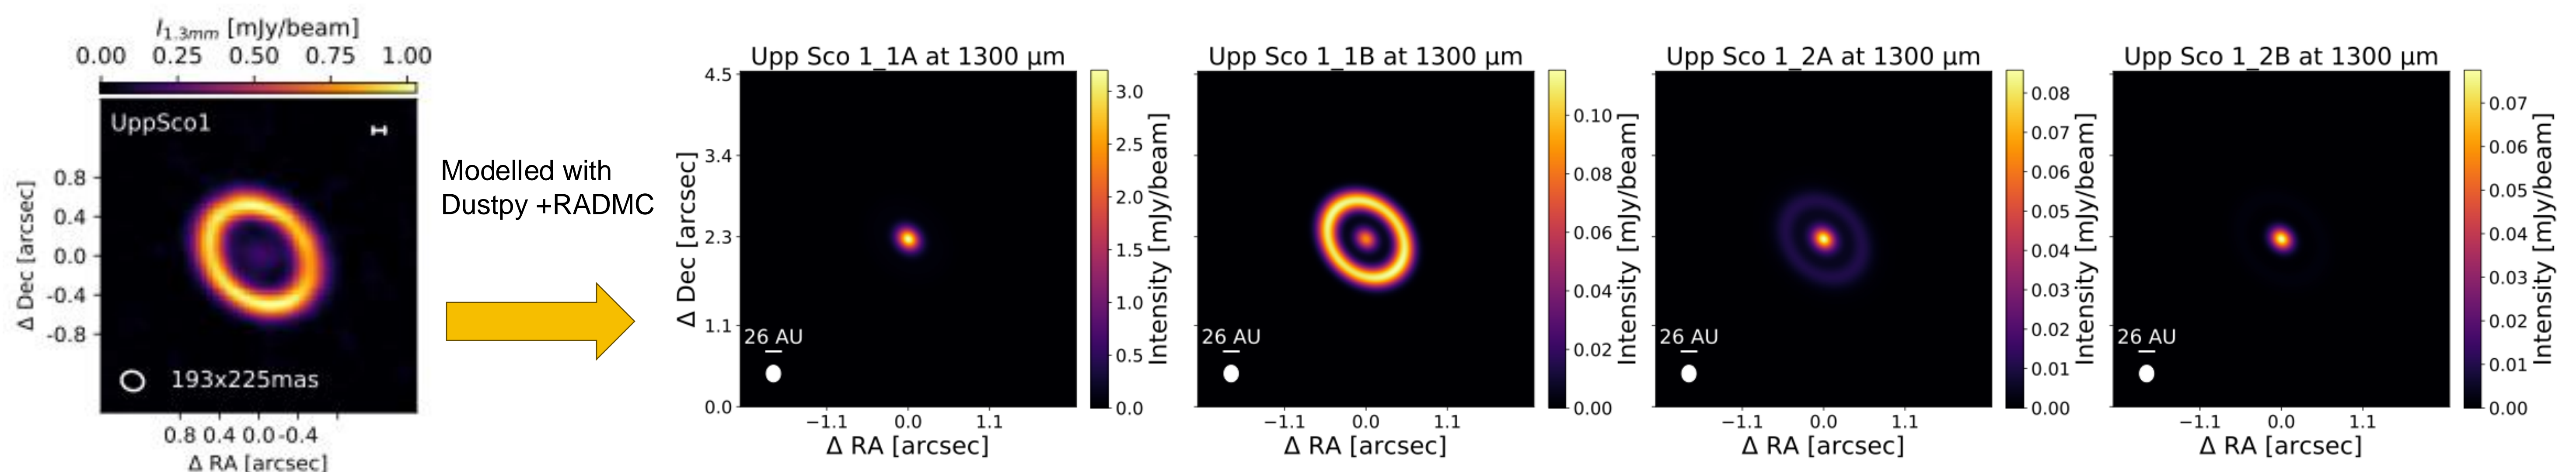 I1.3mm [mJy/beam]
0.00 0.25 0.50 0.75 1.00
UppSco1
Δ Dec [arcsec]
0.8
0.4
0.0
-0.4
-0.8
193x225mas
0.8 0.4 0.0 -0.4
Δ RA [arcsec]
Modelled with
Dustpy +RADMC
Upp Sco 1_1A at 1300 μm
Δ Dec [arcsec]
4.5
3.4
2.3
1.1
0.0
26 AU
−1.1 0.0 1.1
Δ RA [arcsec]
3.0
2.5
2.0
1.5
1.0
0.5
0.0
Intensity [mJy/beam]
Upp Sco 1_1B at 1300 μm
26 AU
−1.1 0.0 1.1
Δ RA [arcsec]
0.10
0.08
0.06
0.04
0.02
0.00
Intensity [mJy/beam]
Upp Sco 1_2A at 1300 μm
26 AU
−1.1 0.0 1.1
Δ RA [arcsec]
0.08
0.07
0.06
0.05
0.04
0.03
0.02
0.01
0.00
Intensity [mJy/beam]
Upp Sco 1_2B at 1300 μm
26 AU
−1.1 0.0 1.1
Δ RA [arcsec]
0.07
0.06
0.05
0.04
0.03
0.02
0.01
0.00
Intensity [mJy/beam]